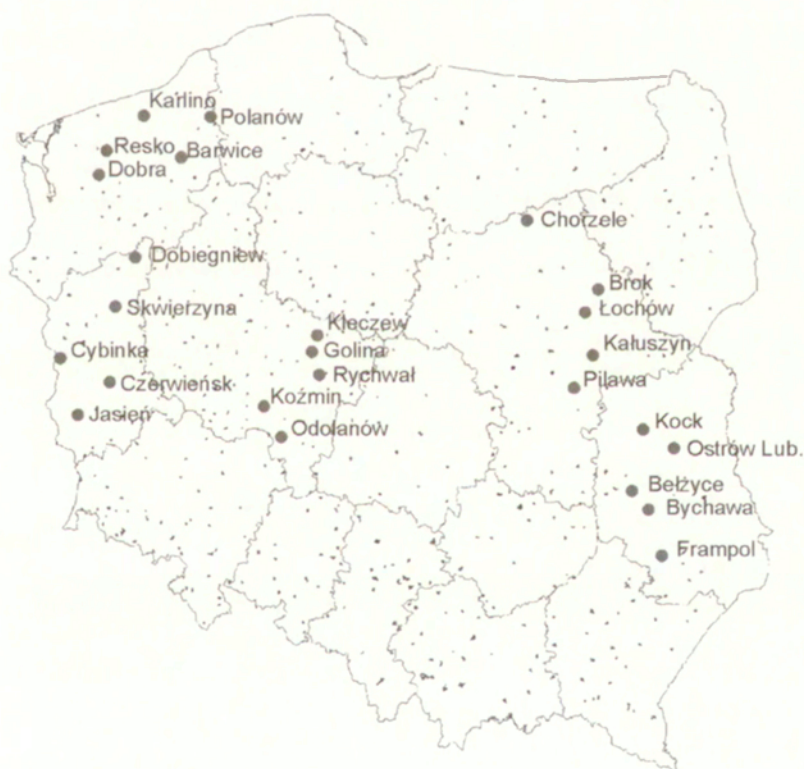 Karlino
Polanów
Resko
Barwice
Dobra
Chorzele
Dobiegniew
Brok
Skwierzyna
Łochów
Kleczew
Cybinka
Golina
Kałuszyn
Czerwieńsk
Rychwał
Pilawa
Koźmin
Jasień
Kock
Odolanów
Ostrów Lub.
Bełżyce
Bychawa
Frampol